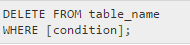 DELETE FROM table_name
WHERE [condition];